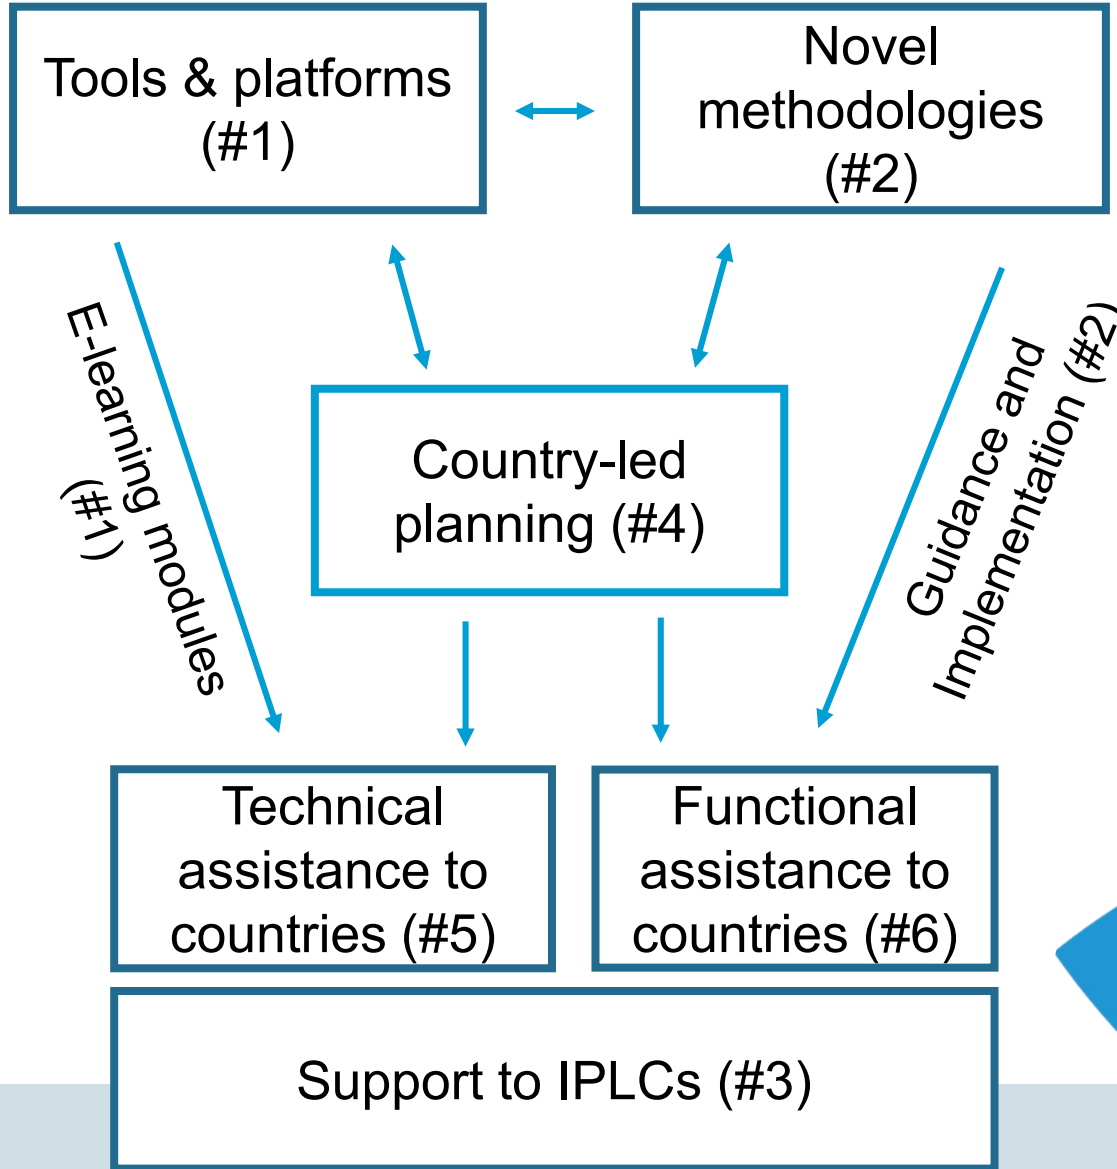 Tools & platforms
(#1)
Novel
methodologies
(#2)
E-learning modules
(#1)
Guidance and
Implementation (#2)
Country-led
planning (#4)
Technical
assistance to
countries (#5)
Functional
assistance to
countries (#6)
Support to IPLCs (#3)